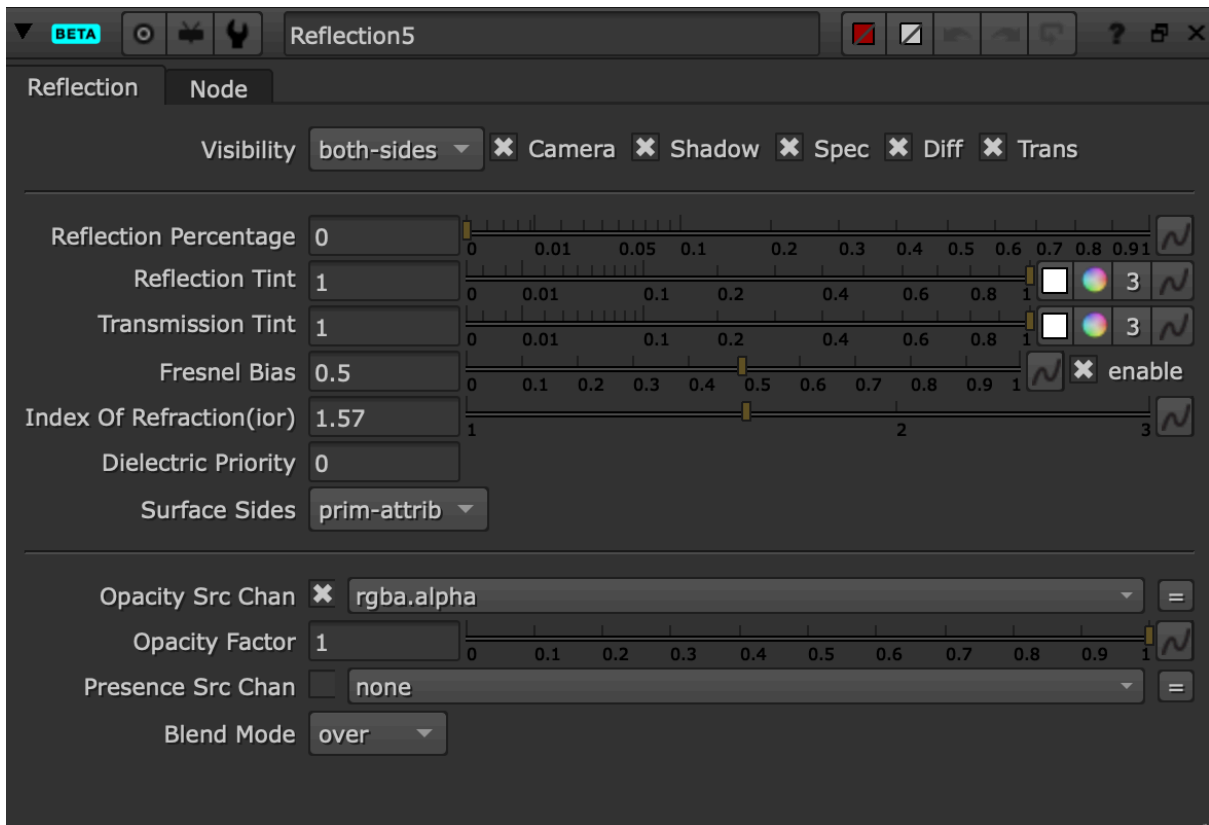 BETA Reflection5 ?
Reflection Node
Visibility both-sides Camera Shadow Spec Diff Trans
Reflection Percentage 0
0 0.01 0.05 0.1 0.2 0.3 0.4 0.5 0.6 0.7 0.8 0.91
Reflection Tint 1 3
0 0.01 0.1 0.2 0.4 0.6 0.8 1
Transmission Tint 1 3
0 0.01 0.1 0.2 0.4 0.6 0.8 1
Fresnel Bias 0.5 enable
0 0.1 0.2 0.3 0.4 0.5 0.6 0.7 0.8 0.9 1
Index Of Refraction(ior) 1.57
1 2 3
Dielectric Priority 0
Surface Sides prim-attrib
Opacity Src Chan rgba.alpha =
Opacity Factor 1
0 0.1 0.2 0.3 0.4 0.5 0.6 0.7 0.8 0.9 1
Presence Src Chan none =
Blend Mode over